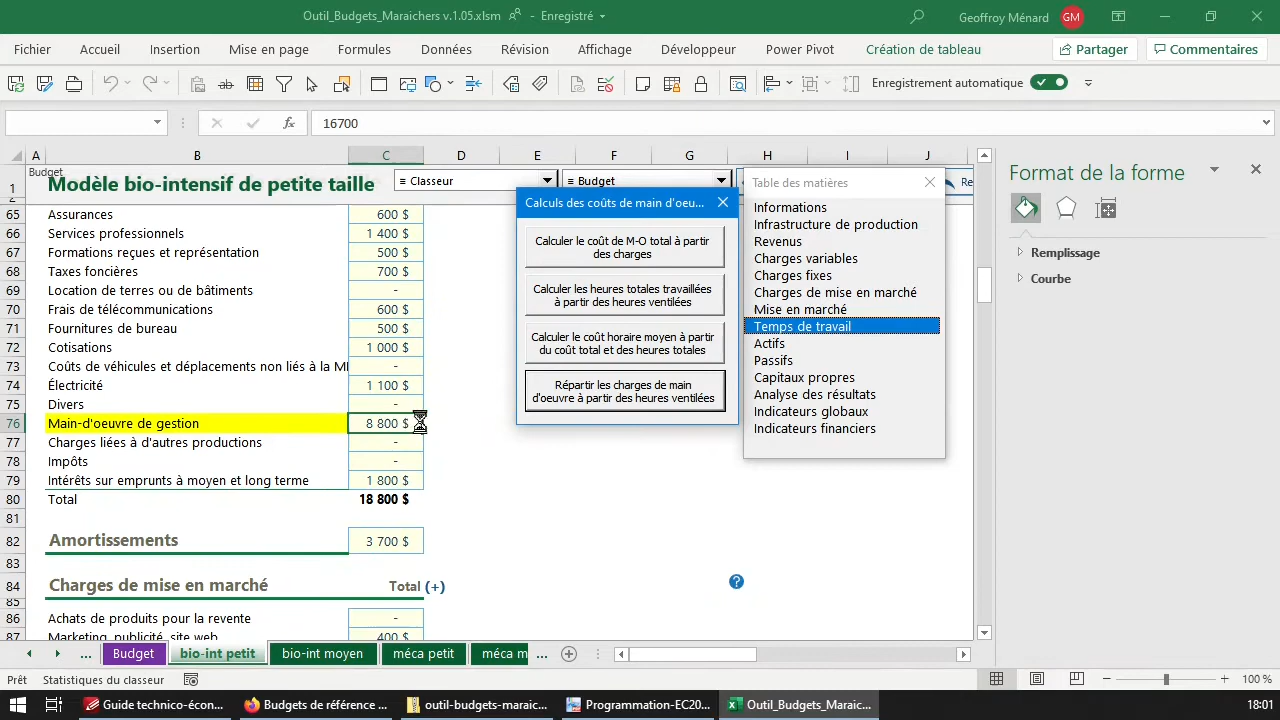 Outil_Budgets_Maraichers v.1.05.xlsm - Enregistré
Geoffroy Ménard GM
Fichier Accueil Insertion Mise en page Formules Données Révision Affichage Développeur Power Pivot Création de tableau Partager Commentaires
Enregistrement automatique
fx 16700
A B C D E F G H I J
Budget
1 Modèle bio-intensif de petite taille
≡ Classeur ≡ Budget Re
2
65 Assurances 600 $
66 Services professionnels 1 400 $
67 Formations reçues et représentation 500 $
68 Taxes foncières 700 $
69 Location de terres ou de bâtiments -
70 Frais de télécommunications 600 $
71 Fournitures de bureau 500 $
72 Cotisations 1 000 $
73 Coûts de véhicules et déplacements non liés à la MI -
74 Électricité 1 100 $
75 Divers -
76 Main-d'oeuvre de gestion 8 800 $
77 Charges liées à d'autres productions -
78 Impôts -
79 Intérêts sur emprunts à moyen et long terme 1 800 $
80 Total 18 800 $
81
82 Amortissements 3 700 $
83
84 Charges de mise en marché Total (+) ?
85
86 Achats de produits pour la revente -
87 Marketing, publicité, site web 400 $
Calculs des coûts de main d'oeu...
Calculer le coût de M-O total à partir
des charges
Calculer les heures totales travaillées
à partir des heures ventilées
Calculer le coût horaire moyen à partir
du coût total et des heures totales
Répartir les charges de main
d'oeuvre à partir des heures ventilées
Table des matières
Informations
Infrastructure de production
Revenus
Charges variables
Charges fixes
Charges de mise en marché
Mise en marché
Temps de travail
Actifs
Passifs
Capitaux propres
Analyse des résultats
Indicateurs globaux
Indicateurs financiers
Format de la forme
Remplissage
Courbe
... Budget bio-int petit bio-int moyen méca petit méca m ...
Prêt Statistiques du classeur 100 %
Guide technico-écon... Budgets de référence ... outil-budgets-maraic... Programmation-EC20... Outil_Budgets_Maraic... 18:01